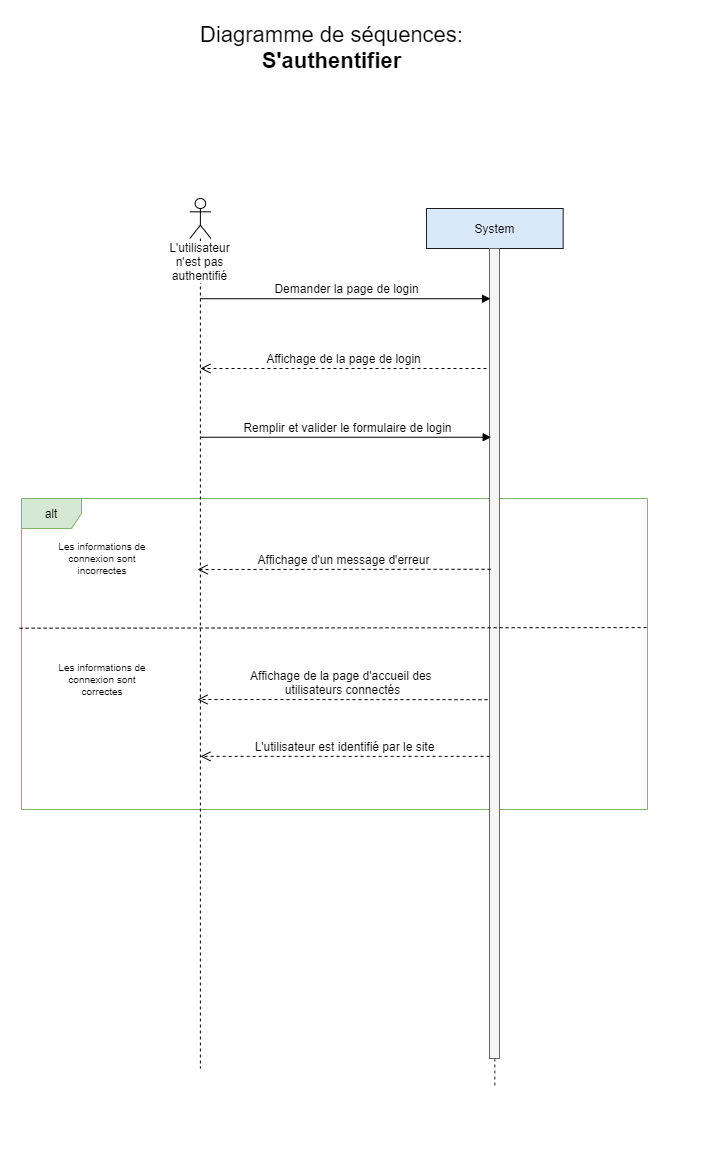 Diagramme de séquences:
S'authentifier
System
L'utilisateur
n'est pas
authentifié
Demander la page de login
Affichage de la page de login
Remplir et valider le formulaire de login
alt
Les informations de
connexion sont
incorrectes
Affichage d'un message d'erreur
Les informations de
connexion sont
correctes
Affichage de la page d'accueil des
utilisateurs connectés
L'utilisateur est identifié par le site